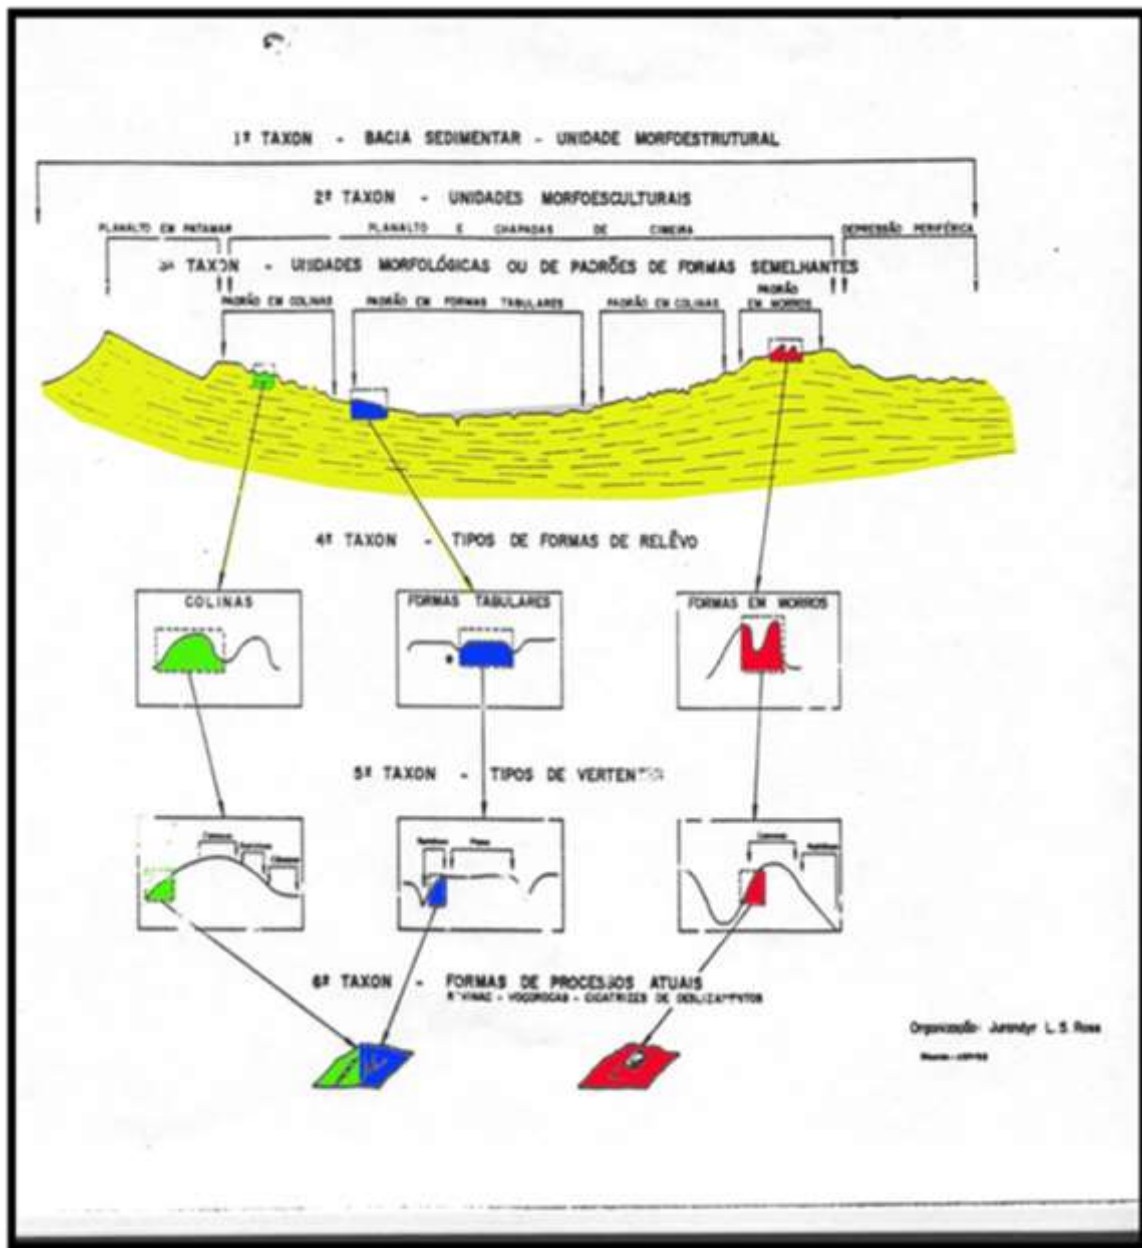 1º TAXON - BACIA SEDIMENTAR - UNIDADE MORFOESTRUTURAL
2º TAXON - UNIDADES MORFOESCULTURAIS
PLANALTO EM PATAMAR PLANALTO E CHAPADAS DE CIMEIRA DEPRESSÃO PERIFÉRICA
3º TAXON - UNIDADES MORFOLÓGICAS OU DE PADRÕES DE FORMAS SEMELHANTES
PADRÃO EM COLINAS PADRÃO EM FORMAS TABULARES PADRÃO EM COLINAS PADRÃO
EM MORROS
4º TAXON - TIPOS DE FORMAS DE RELÊVO
COLINAS FORMAS TABULARES FORMAS EM MORROS
5º TAXON - TIPOS DE VERTENTES
6º TAXON - FORMAS DE PROCESSOS ATUAIS
RAVINAS - VOÇOROCAS - CICATRIZES DE DESLIZAMENTOS
Organização: Jurandyr L. S. Ross